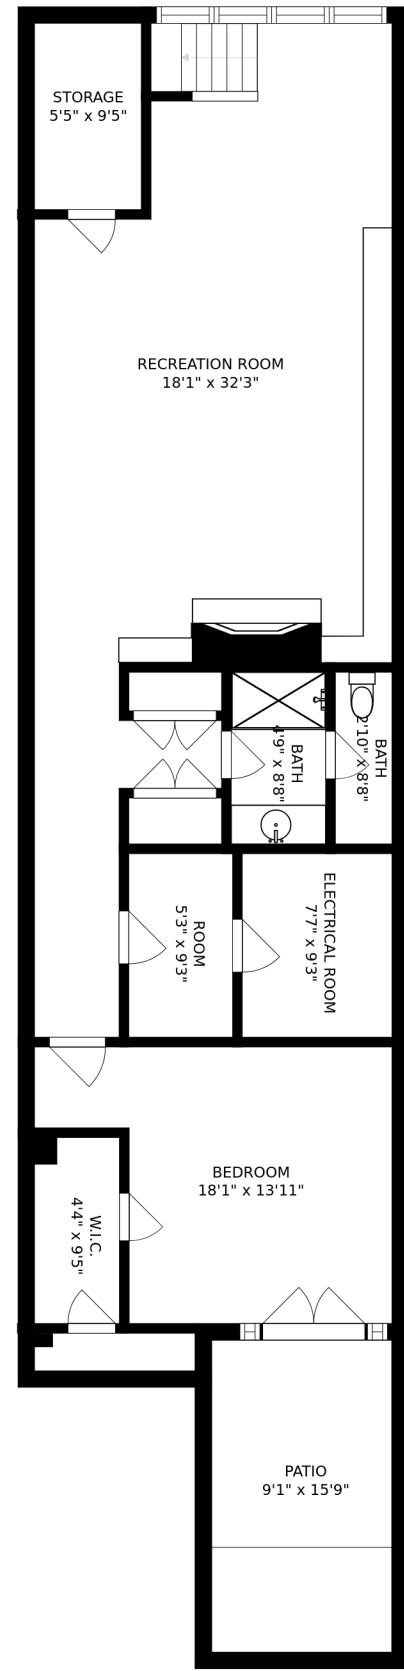 STORAGE
5'5" x 9'5"
RECREATION ROOM
18'1" x 32'3"
BATH
4'9" x 8'8"
BATH
2'10" x 8'8"
ROOM
5'3" x 9'3"
ELECTRICAL ROOM
7'7" x 9'3"
BEDROOM
18'1" x 13'11"
W.I.C.
4'4" x 9'5"
PATIO
9'1" x 15'9"